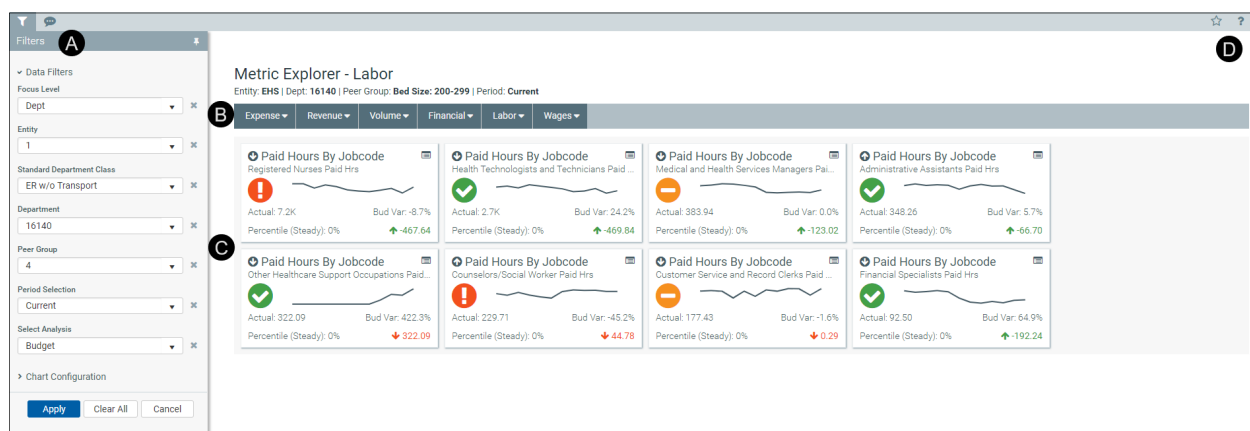 ?
Filters A
D
Data Filters
Focus Level
Dept
Entity
1
Standard Department Class
ER w/o Transport
Department
16140
Peer Group
4
Period Selection
Current
Select Analysis
Budget
Chart Configuration
Apply Clear All Cancel
Metric Explorer - Labor
Entity: EHS | Dept: 16140 | Peer Group: Bed Size: 200-299 | Period: Current
B Expense Revenue Volume Financial Labor Wages
C
Paid Hours By Jobcode
Registered Nurses Paid Hrs
Actual: 7.2K Bud Var: -8.7%
Percentile (Steady): 0% -467.64
Paid Hours By Jobcode
Health Technologists and Technicians Paid ...
Actual: 2.7K Bud Var: 24.2%
Percentile (Steady): 0% -469.84
Paid Hours By Jobcode
Medical and Health Services Managers Pai...
Actual: 383.94 Bud Var: 0.0%
Percentile (Steady): 0% -123.02
Paid Hours By Jobcode
Administrative Assistants Paid Hrs
Actual: 348.26 Bud Var: 5.7%
Percentile (Steady): 0% -66.70
Paid Hours By Jobcode
Other Healthcare Support Occupations Paid...
Actual: 322.09 Bud Var: 422.3%
Percentile (Steady): 0% 322.09
Paid Hours By Jobcode
Counselors/Social Worker Paid Hrs
Actual: 229.71 Bud Var: -45.2%
Percentile (Steady): 0% 44.78
Paid Hours By Jobcode
Customer Service and Record Clerks Paid ...
Actual: 177.43 Bud Var: -1.6%
Percentile (Steady): 0% 0.29
Paid Hours By Jobcode
Financial Specialists Paid Hrs
Actual: 92.50 Bud Var: 64.9%
Percentile (Steady): 0% -192.24